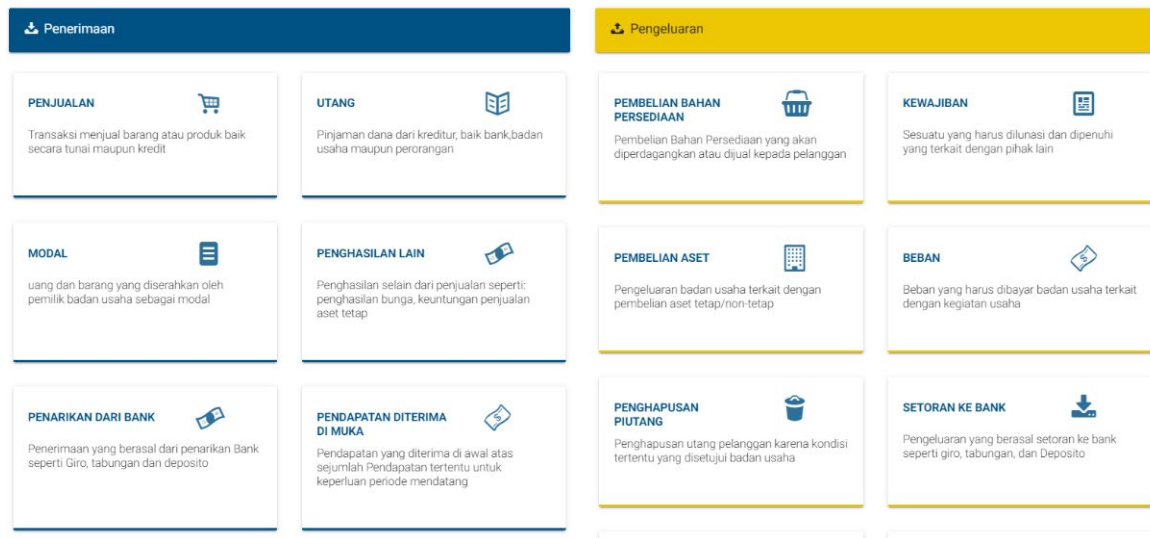 Penerimaan
PENJUALAN
Transaksi menjual barang atau produk baik
secara tunai maupun kredit
UTANG
Pinjaman dana dari kreditur, baik bank,badan
usaha maupun perorangan
MODAL
uang dan barang yang diserahkan oleh
pemilik badan usaha sebagai modal
PENGHASILAN LAIN
Penghasilan selain dari penjualan seperti:
penghasilan bunga, keuntungan penjualan
aset tetap
PENARIKAN DARI BANK
Penerimaan yang berasal dari penarikan Bank
seperti Giro, tabungan dan deposito
PENDAPATAN DITERIMA
DI MUKA
Pendapatan yang diterima di awal atas
sejumlah Pendapatan tertentu untuk
keperluan periode mendatang
Pengeluaran
PEMBELIAN BAHAN
PERSEDIAAN
Pembelian Bahan Persediaan yang akan
diperdagangkan atau dijual kepada pelanggan
KEWAJIBAN
Sesuatu yang harus dilunasi dan dipenuhi
yang terkait dengan pihak lain
PEMBELIAN ASET
Pengeluaran badan usaha terkait dengan
pembelian aset tetap/non-tetap
BEBAN
Beban yang harus dibayar badan usaha terkait
dengan kegiatan usaha
PENGHAPUSAN
PIUTANG
Penghapusan utang pelanggan karena kondisi
tertentu yang disetujui badan usaha
SETORAN KE BANK
Pengeluaran yang berasal setoran ke bank
seperti giro, tabungan, dan Deposito